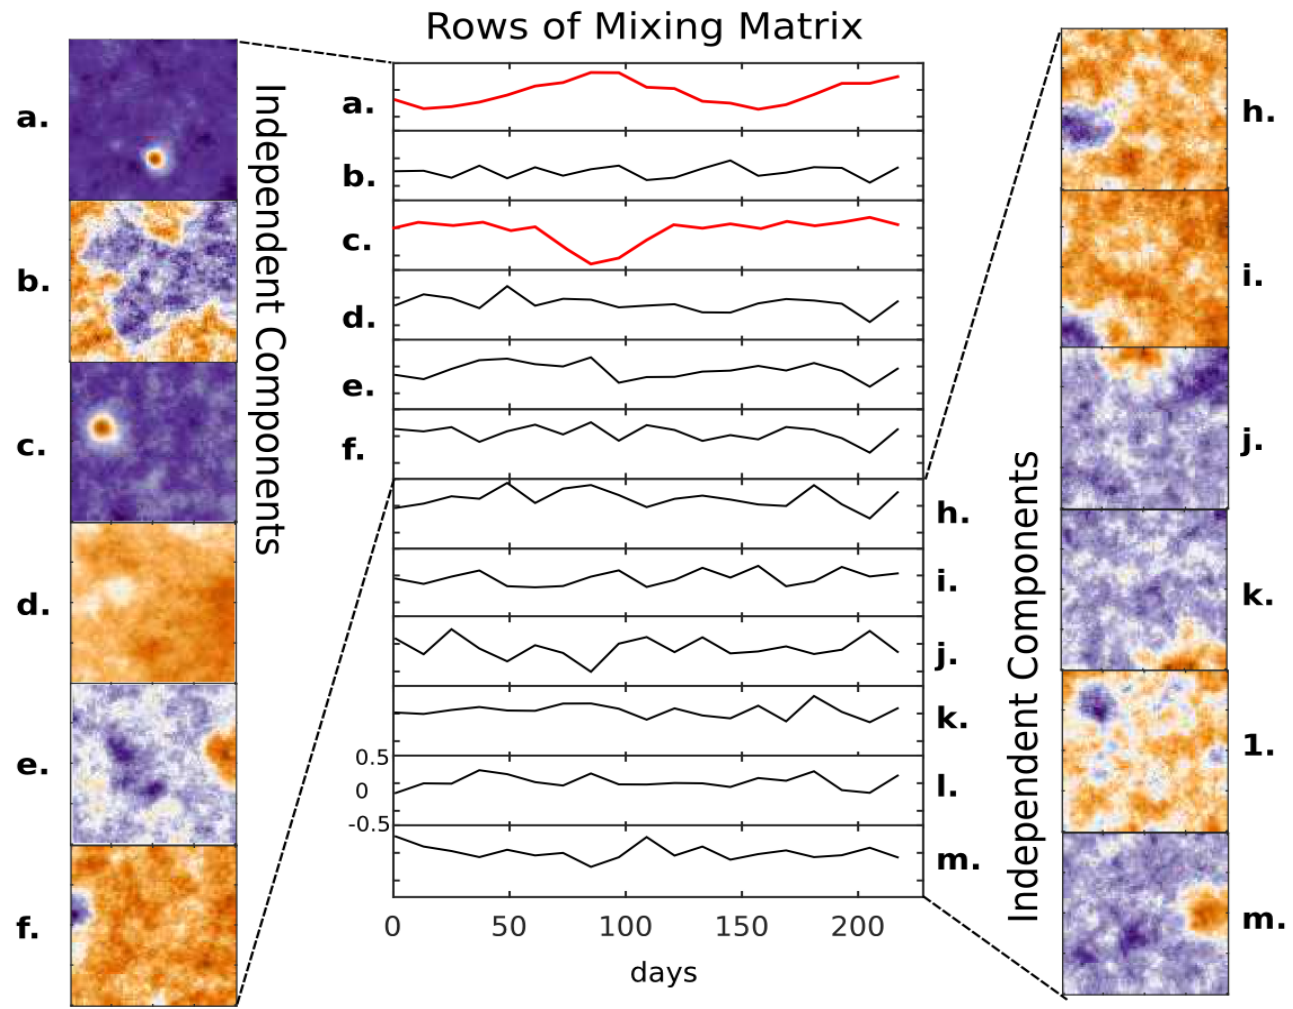 Rows of Mixing Matrix
a.
b.
c.
d.
e.
f.
Independent Components
a.
b.
c.
d.
e.
f.
h.
i.
j.
k.
l.
m.
0.5
0
-0.5
0
50
100
150
200
days
Independent Components
h.
i.
j.
k.
1.
m.